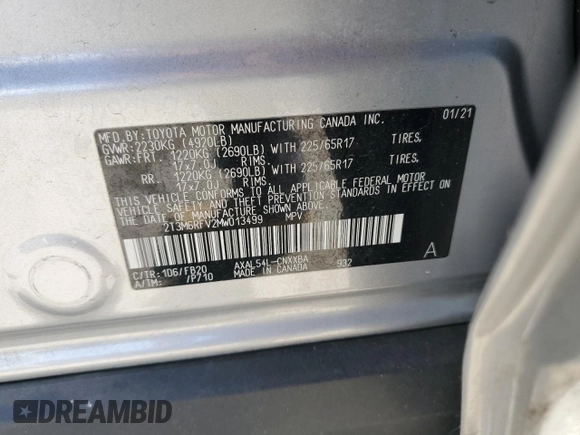 MFD. BY: TOYOTA MOTOR MANUFACTURING CANADA INC. 01/21
GVWR: 2230KG (4920LB)
GAWR: FRT. 1220KG (2690LB) WITH 225/65R17 TIRES.
17x7.0J RIMS.
RR. 1220KG (2690LB) WITH 225/65R17 TIRES.
17x7.0J RIMS.
THIS VEHICLE CONFORMS TO ALL APPLICABLE FEDERAL MOTOR
VEHICLE SAFETY AND THEFT PREVENTION STANDARDS IN EFFECT
ON THE DATE OF MANUFACTURE SHOWN ABOVE.
2T3M6RFV2MW013499 MPV
C/TR: 1D6/FB20 AXAL54L-CNXXBA A
A/TM: /P710 MADE IN CANADA 932
DREAMBID